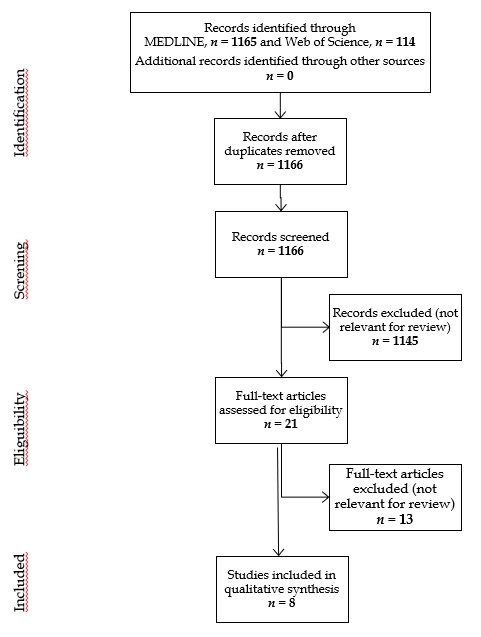 Records identified through
MEDLINE, n = 1165 and Web of Science, n = 114
Additional records identified through other sources
n = 0
Identification
Records after
duplicates removed
n = 1166
Records screened
n = 1166
Screning
Records excluded (not
relevant for review)
n = 1145
Full-text articles
assessed for eligibility
n = 21
Eliguibility
Full-text articles
excluded (not
relevant for review)
n = 13
Studies included in
qualitative synthesis
n = 8
Included